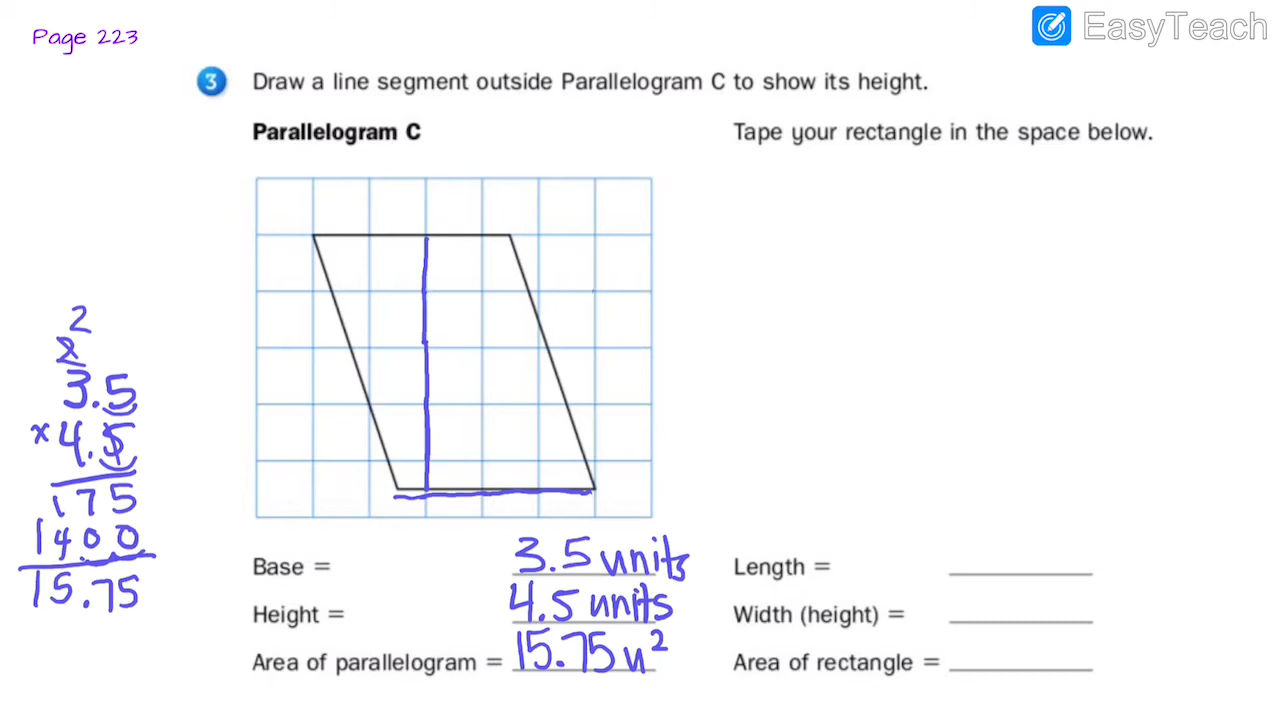 Page 223
EasyTeach
3 Draw a line segment outside Parallelogram C to show its height.
Parallelogram C
Tape your rectangle in the space below.
2
2
3.5
×4.5
175
1400
15.75
Base = 3.5 units
Height = 4.5 units
Area of parallelogram = 15.75 u²
Length =
Width (height) =
Area of rectangle =